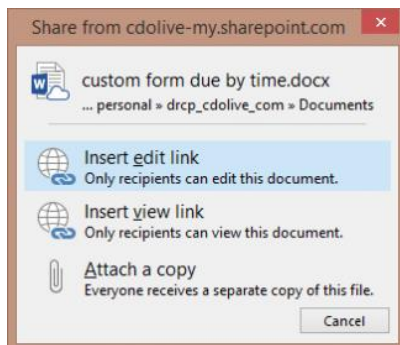 Share from cdolive-my.sharepoint.com
custom form due by time.docx
... personal » drcp_cdolive_com » Documents
Insert edit link
Only recipients can edit this document.
Insert view link
Only recipients can view this document.
Attach a copy
Everyone receives a separate copy of this file.
Cancel